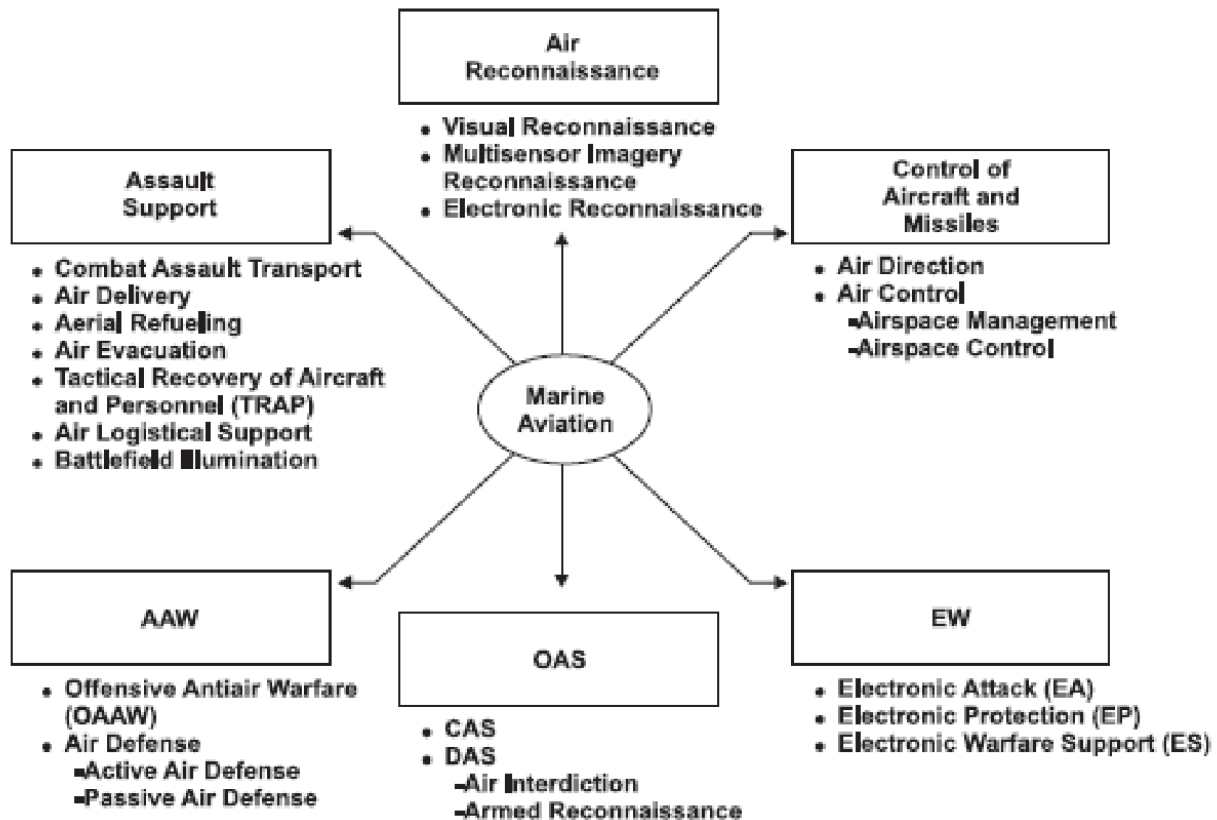 Air
Reconnaissance
• Visual Reconnaissance
• Multisensor Imagery
Reconnaissance
• Electronic Reconnaissance
Assault
Support
• Combat Assault Transport
• Air Delivery
• Aerial Refueling
• Air Evacuation
• Tactical Recovery of Aircraft
and Personnel (TRAP)
• Air Logistical Support
• Battlefield Illumination
Control of
Aircraft and
Missiles
• Air Direction
• Air Control
-Airspace Management
-Airspace Control
Marine
Aviation
AAW
• Offensive Antiair Warfare
(OAAW)
• Air Defense
-Active Air Defense
-Passive Air Defense
OAS
• CAS
• DAS
-Air Interdiction
-Armed Reconnaissance
EW
• Electronic Attack (EA)
• Electronic Protection (EP)
• Electronic Warfare Support (ES)